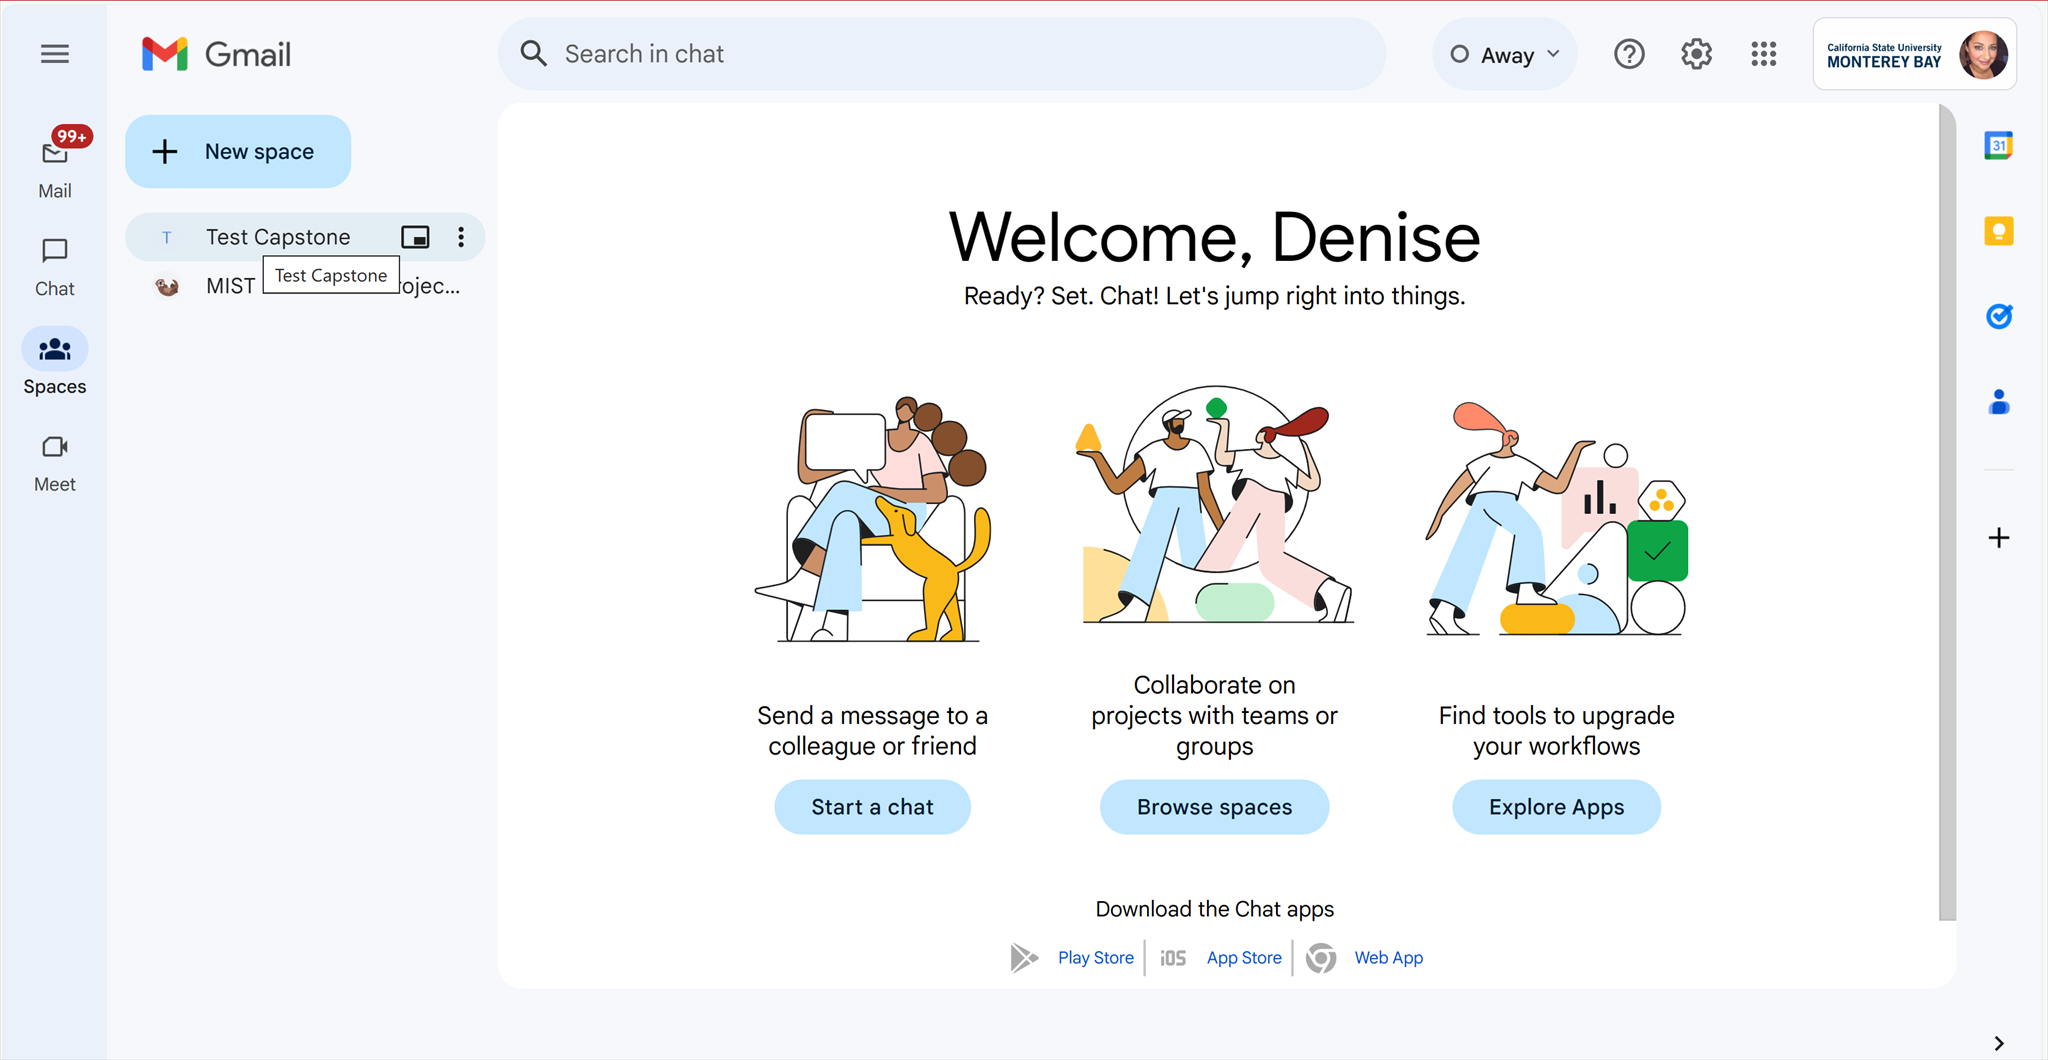 Gmail
Search in chat
Away
California State University
MONTEREY BAY
99+
Mail
Chat
Spaces
Meet
New space
T
Test Capstone
Test Capstone
MIST
ojec...
Welcome, Denise
Ready? Set. Chat! Let's jump right into things.
Send a message to a
colleague or friend
Start a chat
Collaborate on
projects with teams or
groups
Browse spaces
Find tools to upgrade
your workflows
Explore Apps
Download the Chat apps
Play Store
iOS
App Store
Web App
31